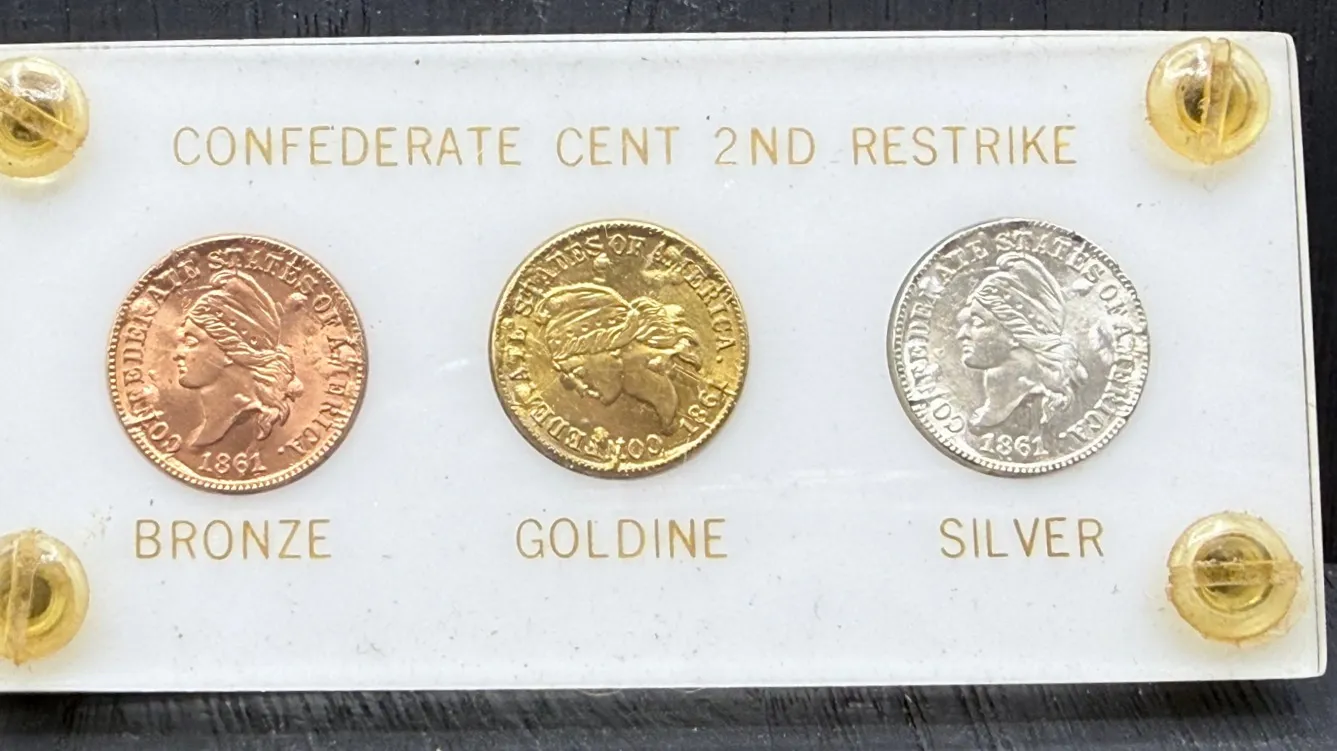 CONFEDERATE CENT 2ND RESTRIKE
CONFEDERATE STATES OF AMERICA.
1861
CONFEDERATE STATES OF AMERICA.
1861
CONFEDERATE STATES OF AMERICA.
1861
BRONZE
GOLDINE
SILVER